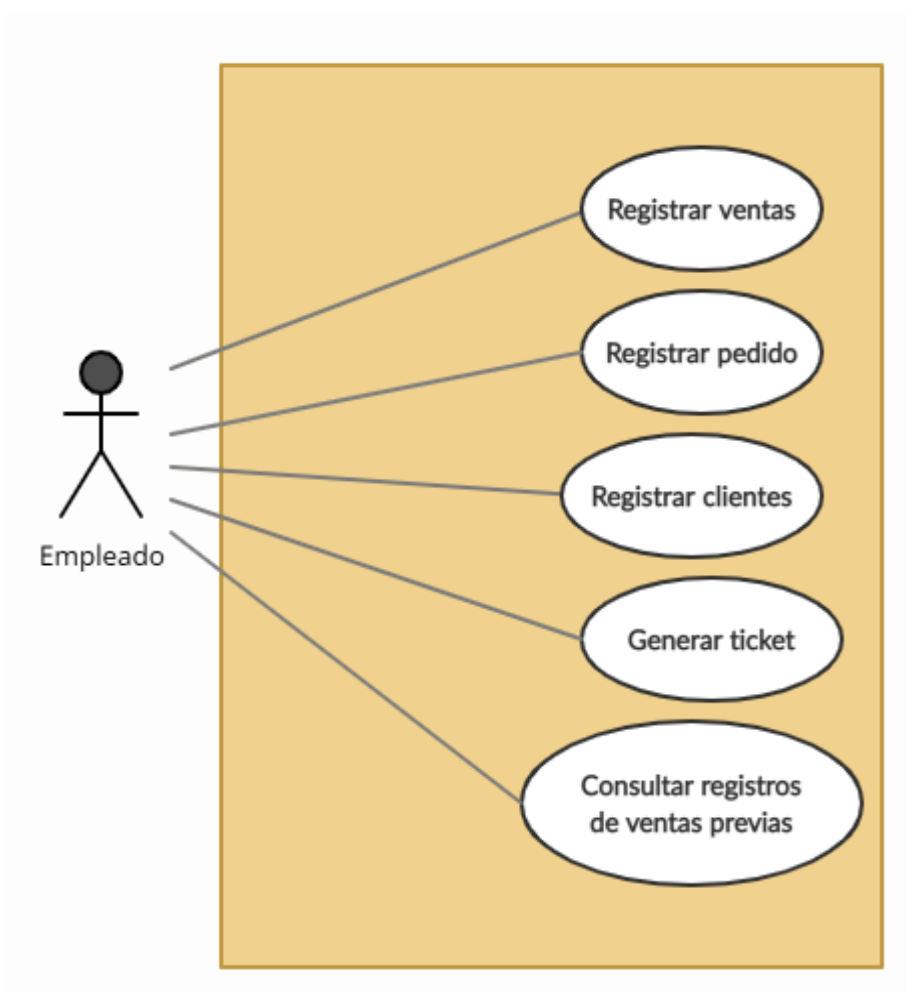 Registrar ventas
Registrar pedido
Registrar clientes
Empleado
Generar ticket
Consultar registros
de ventas previas